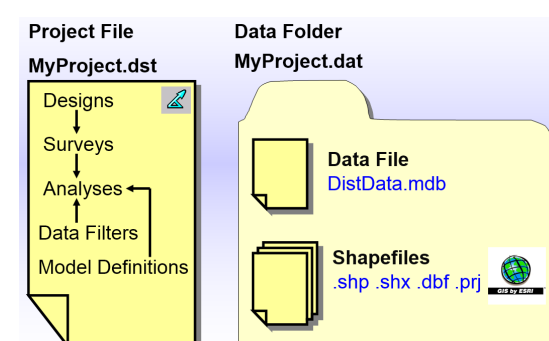 Project File
MyProject.dst
Designs
Surveys
Analyses
Data Filters
Model Definitions
Data Folder
MyProject.dat
Data File
DistData.mdb
Shapefiles
.shp .shx .dbf .prj
GIS by ESRI